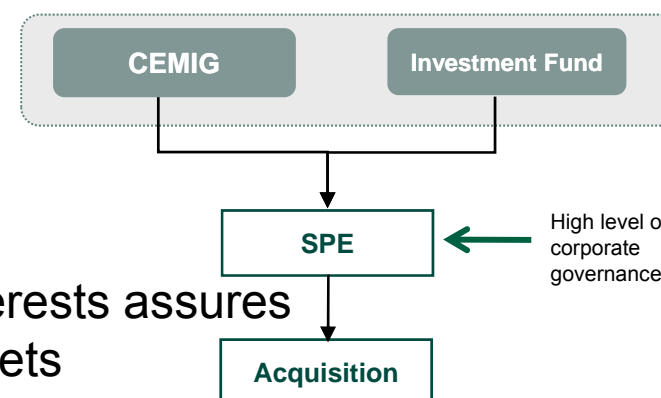 CEMIG
Investment Fund
SPE
High level o
corporate
governance
erests assures
ets
Acquisition